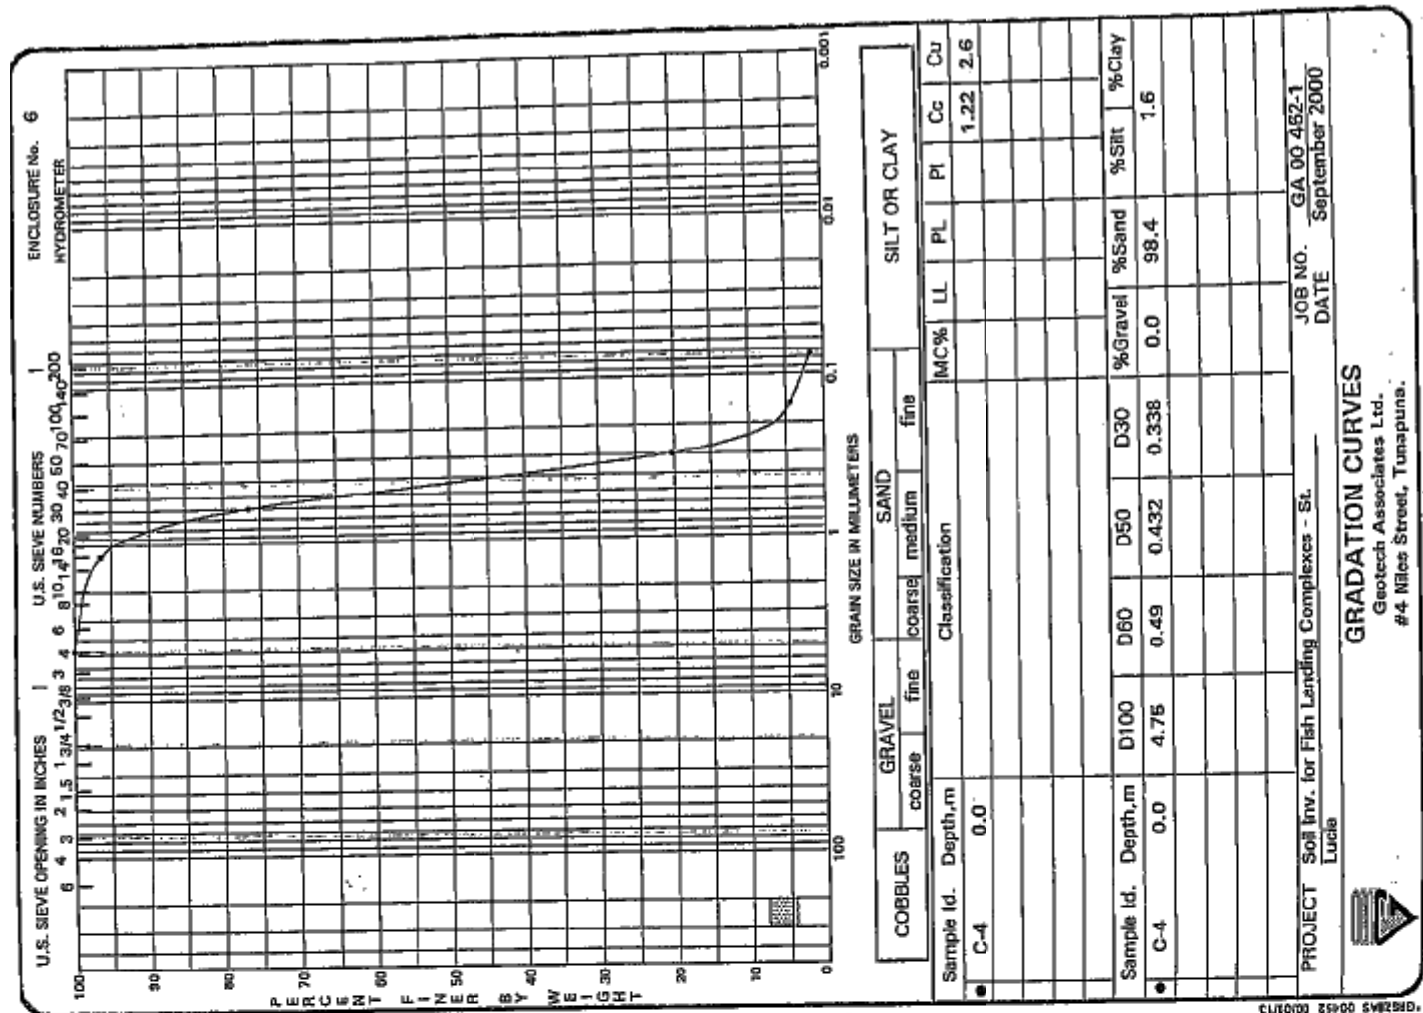 ENCLOSURE No. 6
U.S. SIEVE OPENING IN INCHES | U.S. SIEVE NUMBERS | HYDROMETER
6 4 3 2 1.5 1 3/4 1/2 3/8 3 4 6 8 10 14 16 20 30 40 50 70 100 140 200
100
90
80
70
60
50
40
30
20
10
0
PERCENT FINER BY WEIGHT
100 10 1 0.1 0.01 0.001
GRAIN SIZE IN MILLIMETERS
COBBLES GRAVEL SAND SILT OR CLAY
coarse fine coarse medium fine
Sample Id. Depth,m Classification MC% LL PL PI Cc Cu
● C-4 0.0 1.22 2.6
Sample Id. Depth,m D100 D60 D50 D30 %Gravel %Sand %Silt %Clay
● C-4 0.0 4.75 0.49 0.432 0.338 0.0 98.4 1.6
PROJECT Soil Inv. for Fish Landing Complexes - St.
Lucia
JOB NO. GA 00 452-1
DATE September 2000
GRADATION CURVES
Geotech Associates Ltd.
#4 Niles Street, Tunapuna.